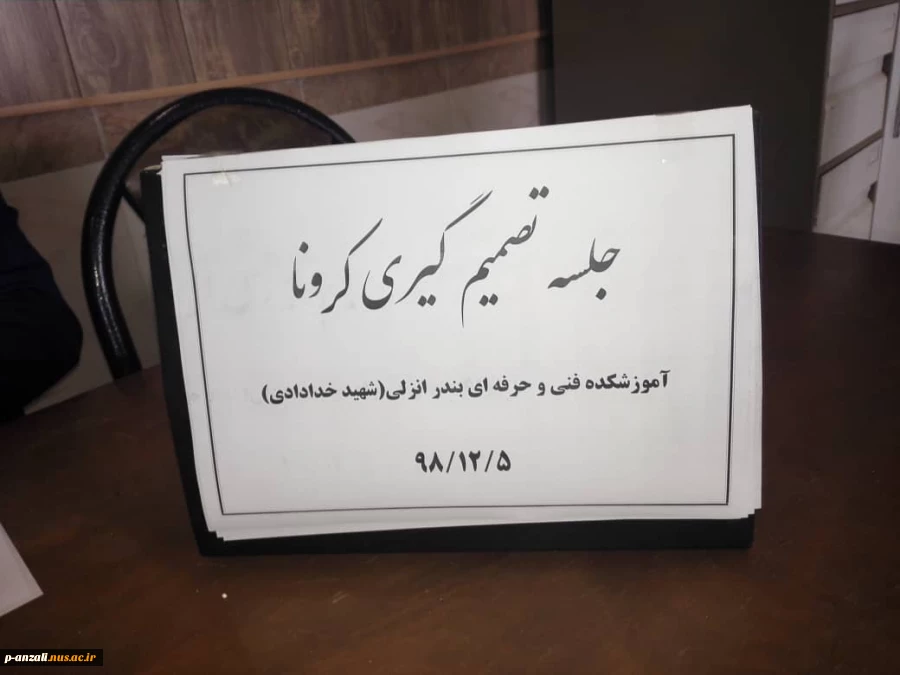 جلسه تصمیم گیری کرونا
آموزشکده فنی و حرفه ای بندر انزلی(شهید خدادادی)
۹۸/۱۲/۵
p-anzali.nus.ac.ir